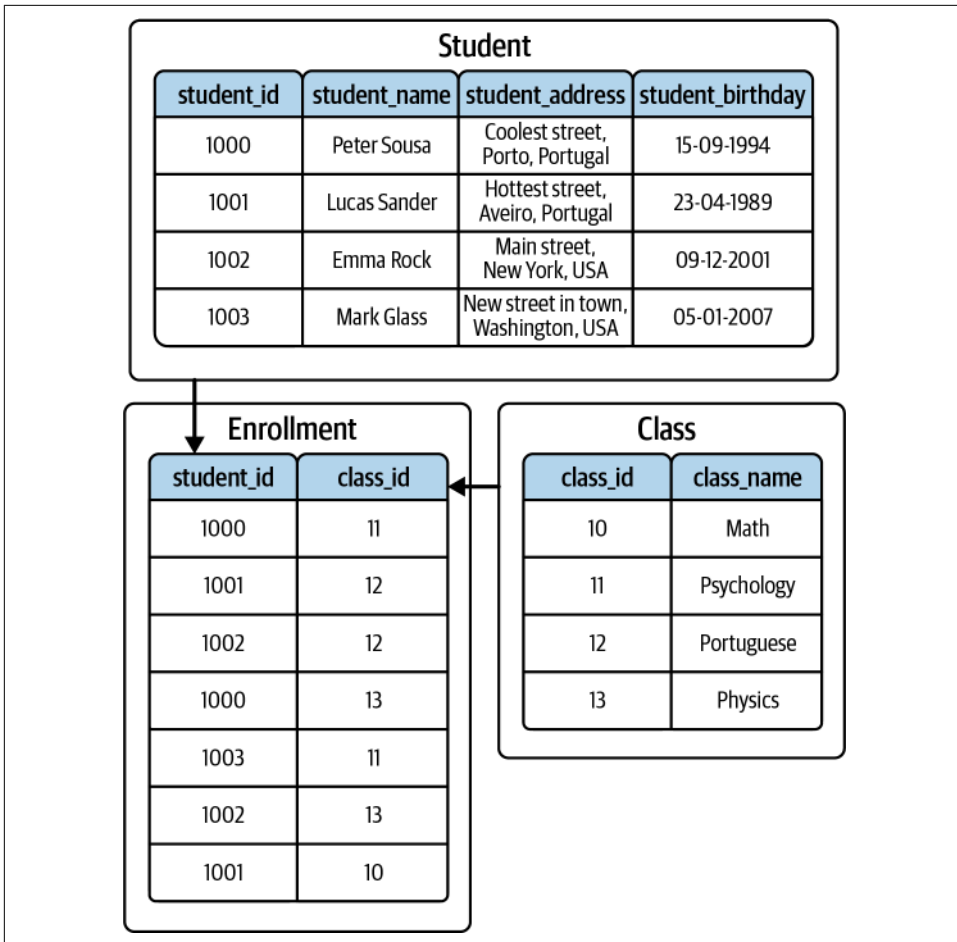 Student
student_id student_name student_address student_birthday
1000 Peter Sousa Coolest street, Porto, Portugal 15-09-1994
1001 Lucas Sander Hottest street, Aveiro, Portugal 23-04-1989
1002 Emma Rock Main street, New York, USA 09-12-2001
1003 Mark Glass New street in town, Washington, USA 05-01-2007
Enrollment
student_id class_id
1000 11
1001 12
1002 12
1000 13
1003 11
1002 13
1001 10
Class
class_id class_name
10 Math
11 Psychology
12 Portuguese
13 Physics